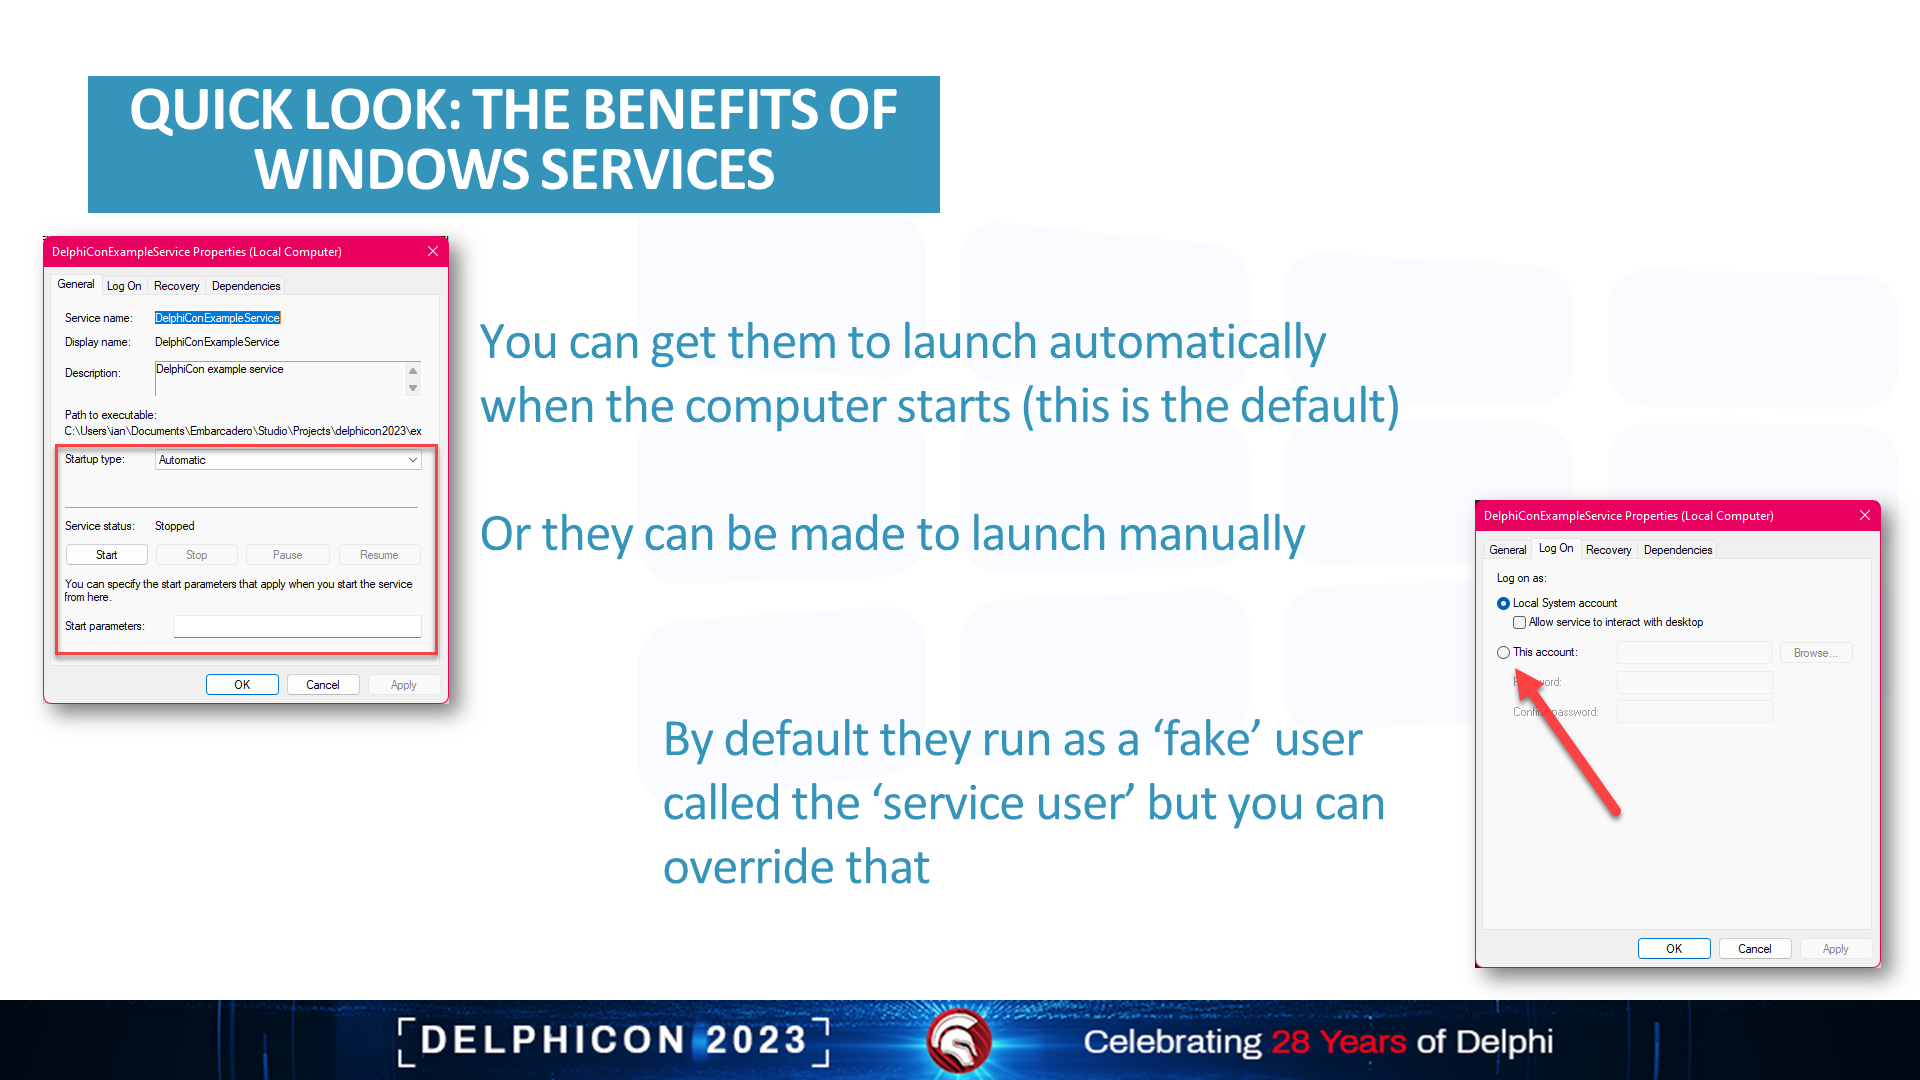 QUICK LOOK: THE BENEFITS OF
WINDOWS SERVICES
DelphiConExampleService Properties (Local Computer)
General Log On Recovery Dependencies
Service name: DelphiConExampleService
Display name: DelphiConExampleService
Description: DelphiCon example service
Path to executable:
C:\Users\ian\Documents\Embarcadero\Studio\Projects\delphicon2023\ex
Startup type: Automatic
Service status: Stopped
Start Stop Pause Resume
You can specify the start parameters that apply when you start the service
from here.
Start parameters:
OK Cancel Apply
You can get them to launch automatically
when the computer starts (this is the default)
Or they can be made to launch manually
By default they run as a ‘fake’ user
called the ‘service user’ but you can
override that
DelphiConExampleService Properties (Local Computer)
General Log On Recovery Dependencies
Log on as:
Local System account
Allow service to interact with desktop
This account:
Browse...
password:
OK Cancel Apply
DELPHICON 2023
Celebrating 28 Years of Delphi